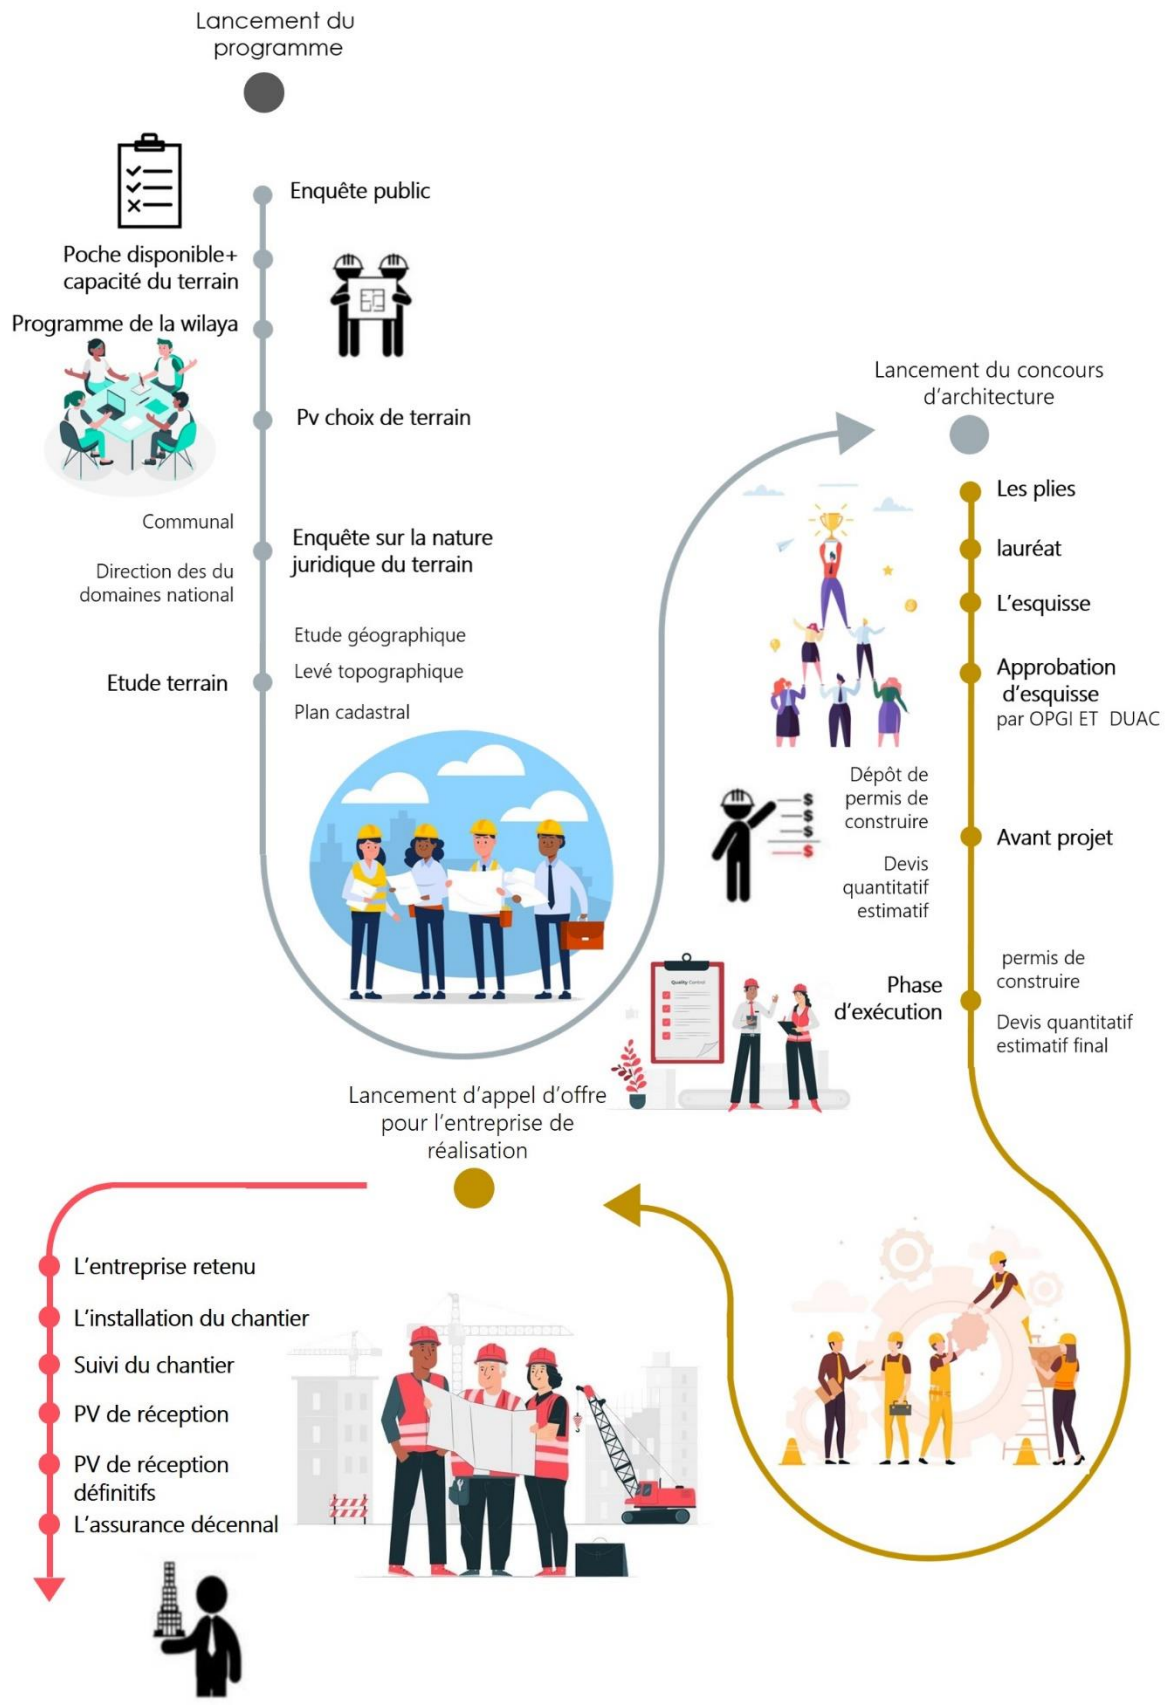 Lancement du
programme
Enquête public
Poche disponible+
capacité du terrain
Programme de la wilaya
Pv choix de terrain
Communal
Direction des du
domaines national
Enquête sur la nature
juridique du terrain
Etude terrain
Etude géographique
Levé topographique
Plan cadastral
Lancement du concours
d'architecture
Les plies
lauréat
L'esquisse
Approbation
d'esquisse
par OPGI ET DUAC
Dépôt de
permis de
construire
$
$
$
$
Avant projet
Devis
quantitatif
estimatif
Quality Control
Phase
d'exécution
permis de
construire
Devis quantitatif
estimatif final
Lancement d'appel d'offre
pour l'entreprise de
réalisation
L'entreprise retenu
L'installation du chantier
Suivi du chantier
PV de réception
PV de réception
définitifs
L'assurance décennal